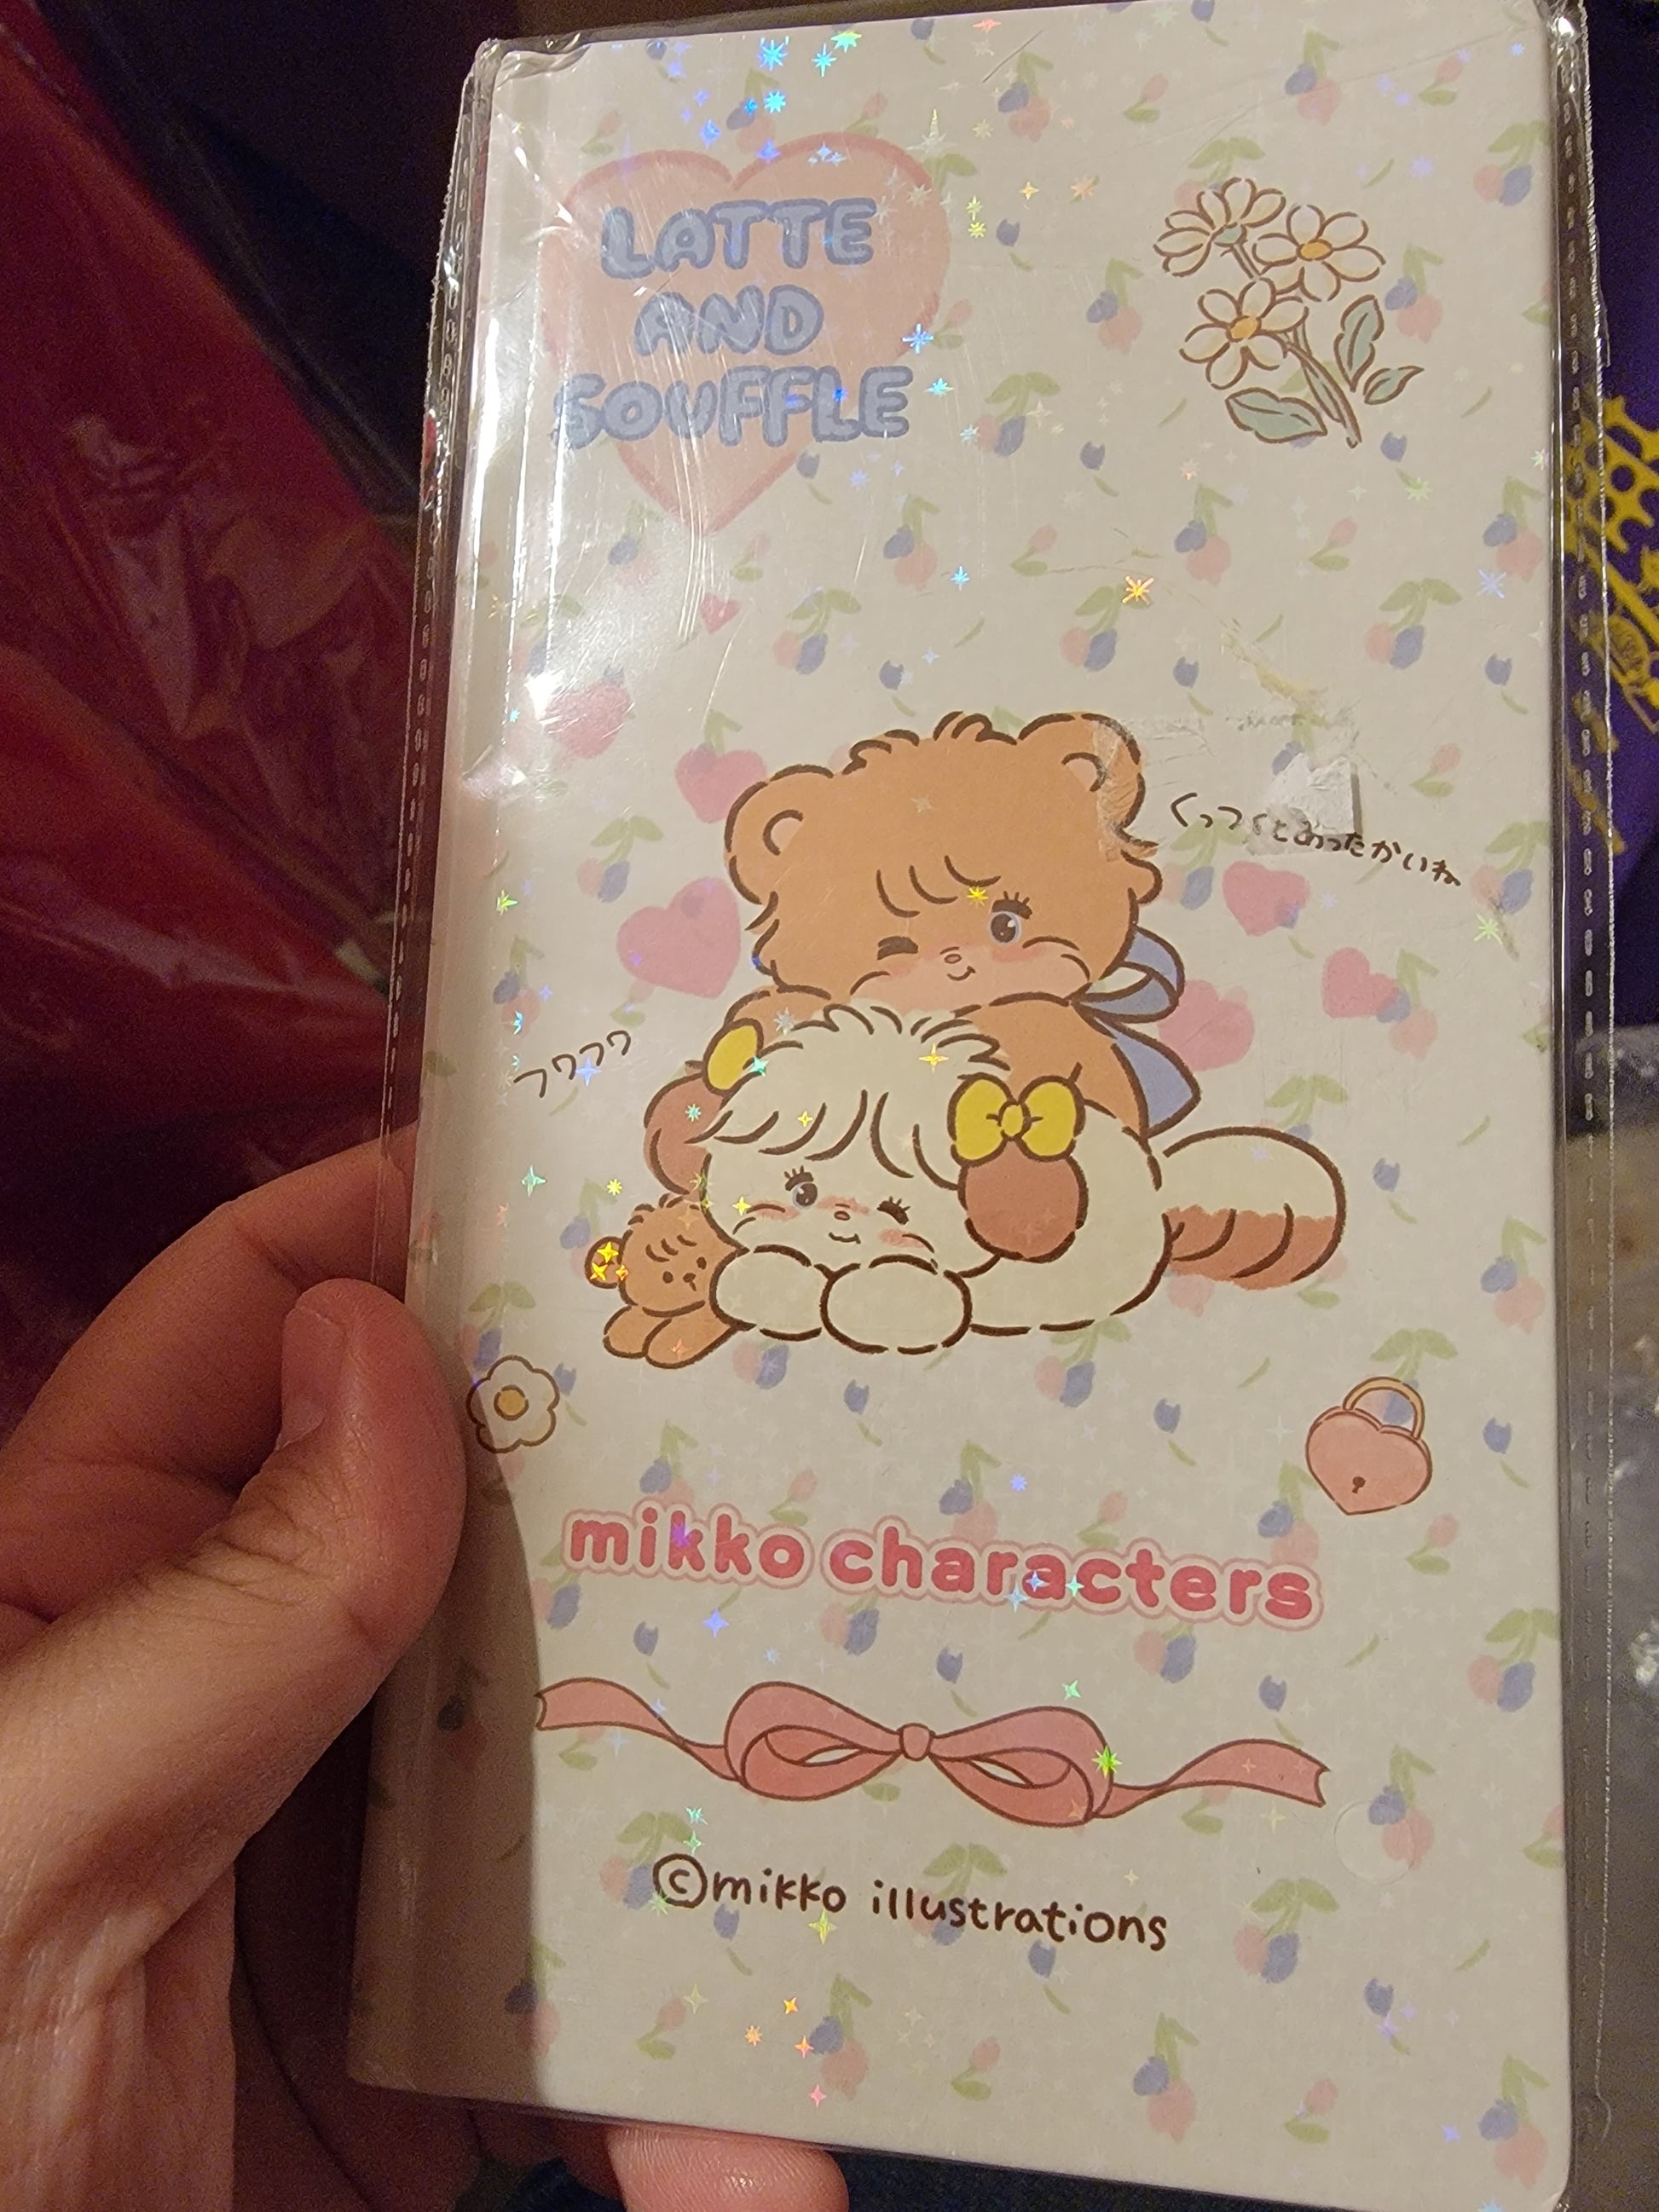 LATTE
AND
SOUFFLE
くっつくとあったかいね
フワフワ
mikko characters
©mikko illustrations